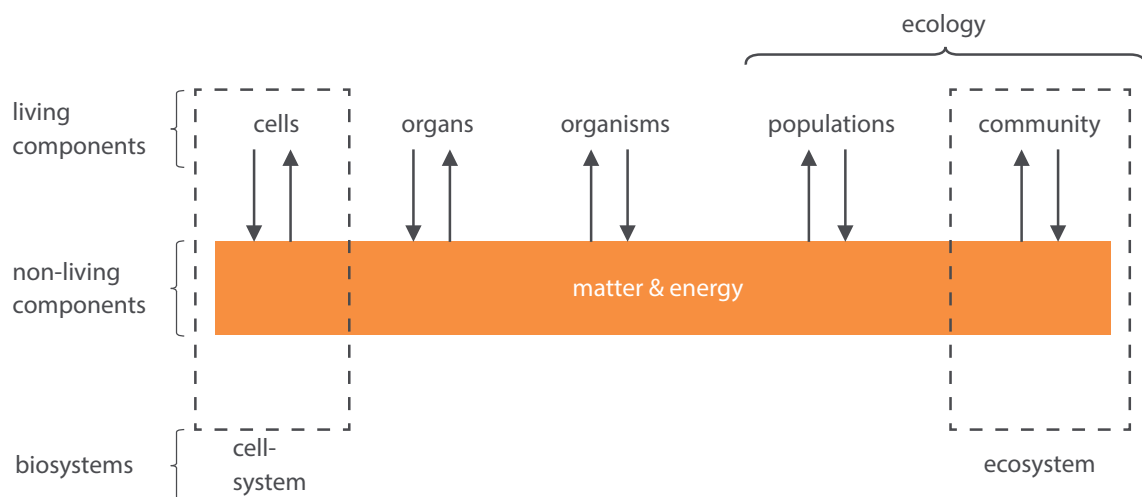 ecology
living
components
cells
organs
organisms
populations
community
non-living
components
matter & energy
biosystems
cell-
system
ecosystem